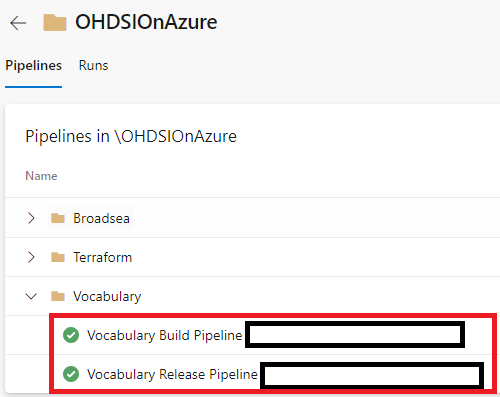 OHDSIOnAzure
Pipelines Runs
Pipelines in \OHDSIOnAzure
Name
Broadsea
Terraform
Vocabulary
Vocabulary Build Pipeline
Vocabulary Release Pipeline